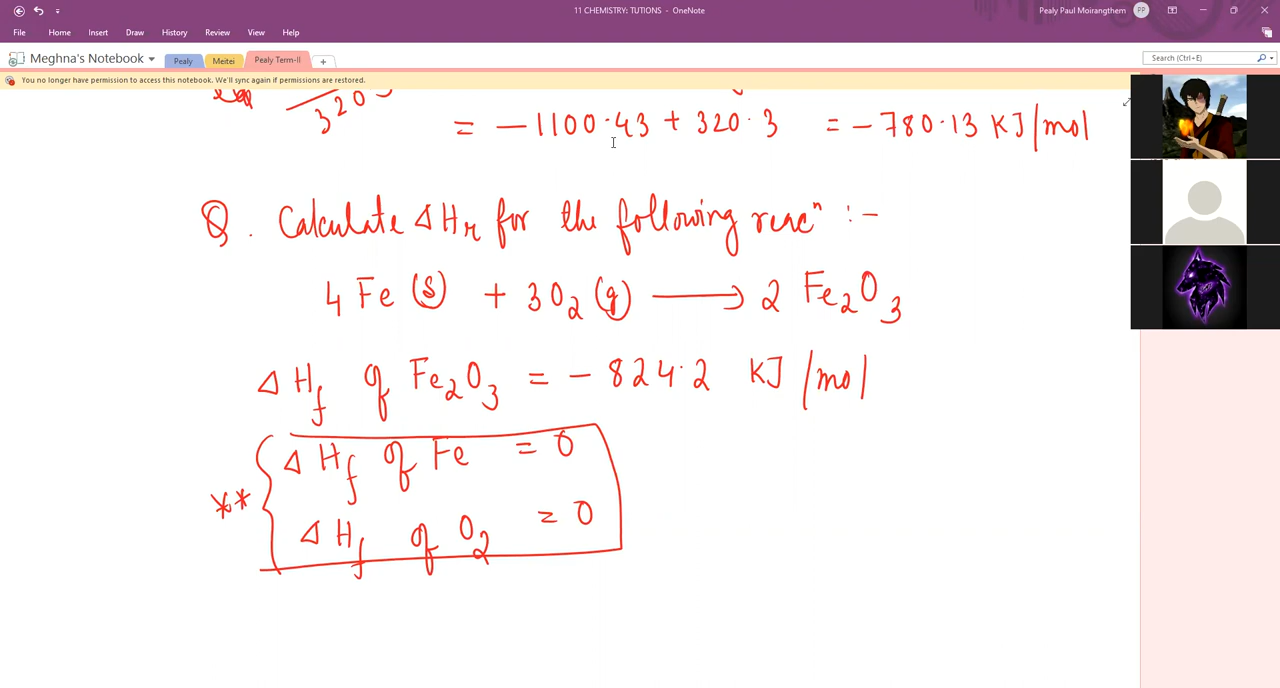 11 CHEMISTRY: TUTIONS - OneNote
Pealy Paul Moirangthem PP
File Home Insert Draw History Review View Help
Meghna's Notebook Pealy Meitei Pealy Term-II
Search (Ctrl+E)
You no longer have permission to access this notebook. We'll sync again if permissions are restored.
320
= - 1100.43 + 320.3 = - 780.13 KJ/mol
Q. Calculate ΔHr for the following reacⁿ :-
4 Fe (s) + 3O₂ (g) ⟶ 2 Fe₂O₃
ΔHf of Fe₂O₃ = - 824.2 KJ/mol
ΔHf of Fe = 0
** ΔHf of O₂ = 0